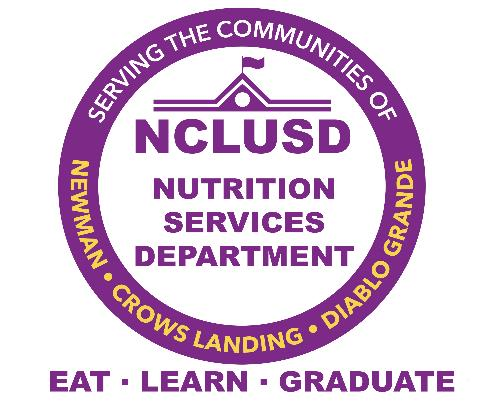 SERVING THE COMMUNITIES OF
NCLUSD
NUTRITION
SERVICES
DEPARTMENT
NEWMAN • CROWS LANDING • DIABLO GRANDE
EAT · LEARN · GRADUATE